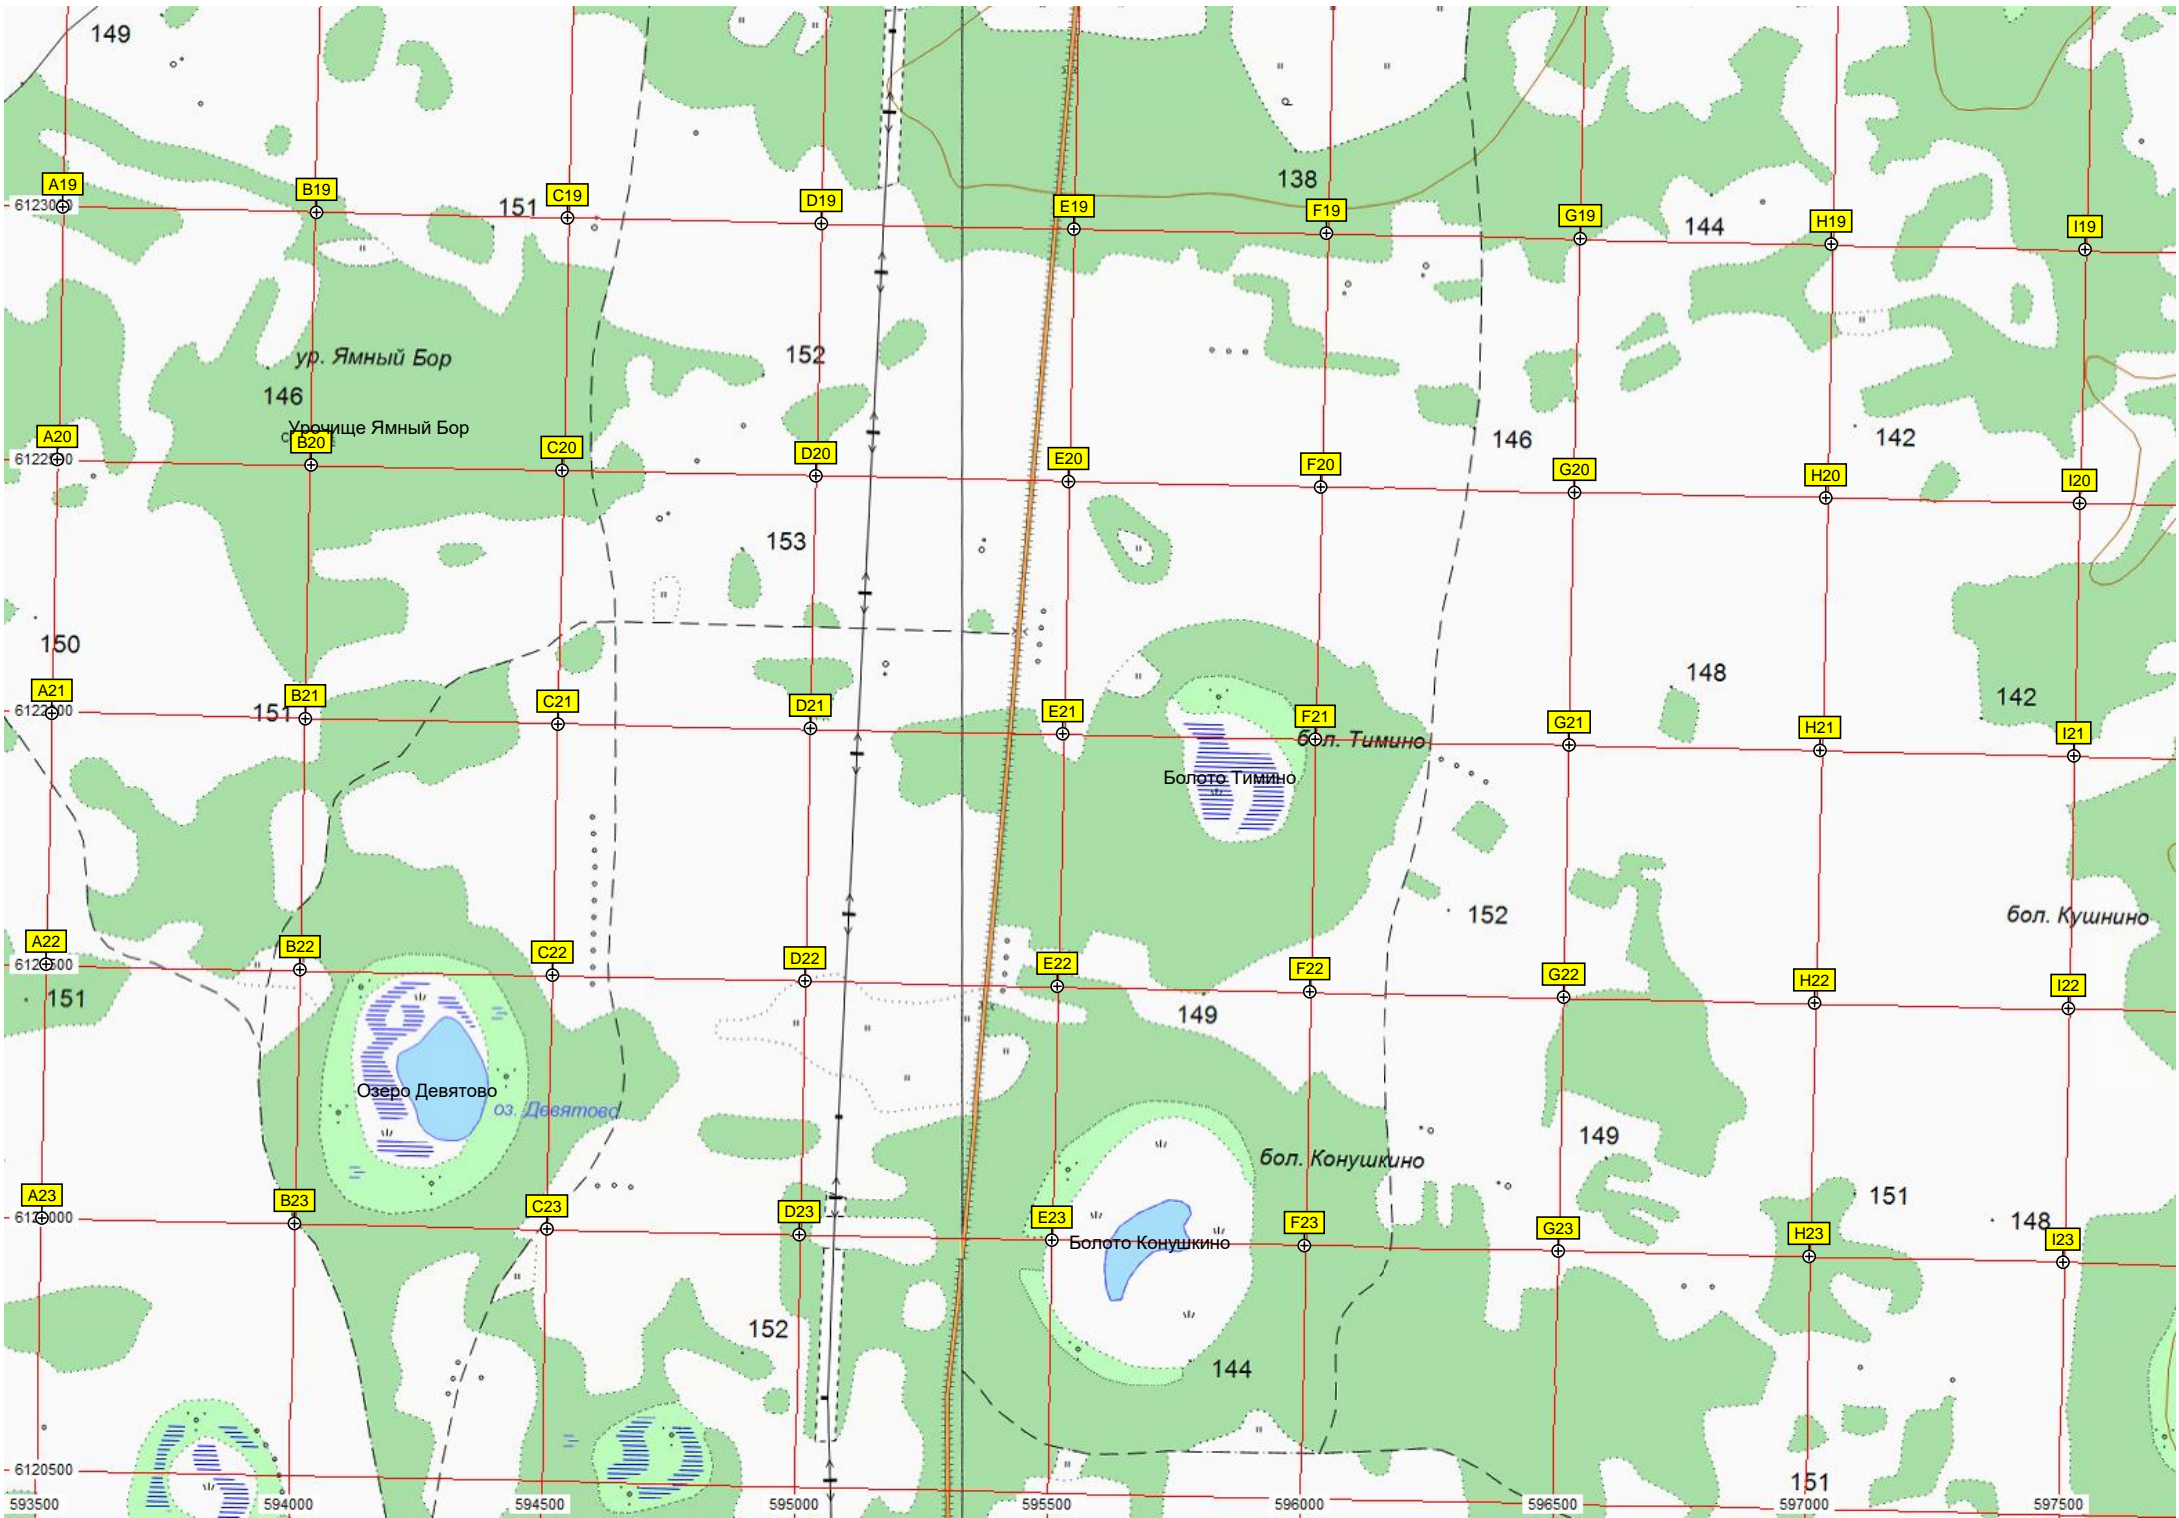 149
138
A19 B19 C19 D19 E19 F19 G19 H19 I19
151
144
ур. Ямный Бор
152
146
Урочище Ямный Бор
146
142
A20 B20 C20 D20 E20 F20 G20 H20 I20
153
150
148
142
A21 B21 C21 D21 E21 F21 G21 H21 I21
151
бол. Тимино
Болото Тимино
152
бол. Кушнино
A22 B22 C22 D22 E22 F22 G22 H22 I22
151
149
Озеро Девятово
оз. Девятово
149
бол. Конушкино
151
148
A23 B23 C23 D23 E23 F23 G23 H23 I23
6120000
Болото Конушкино
152
144
6120500
151
593500 594000 594500 595000 595500 596000 596500 597000 597500